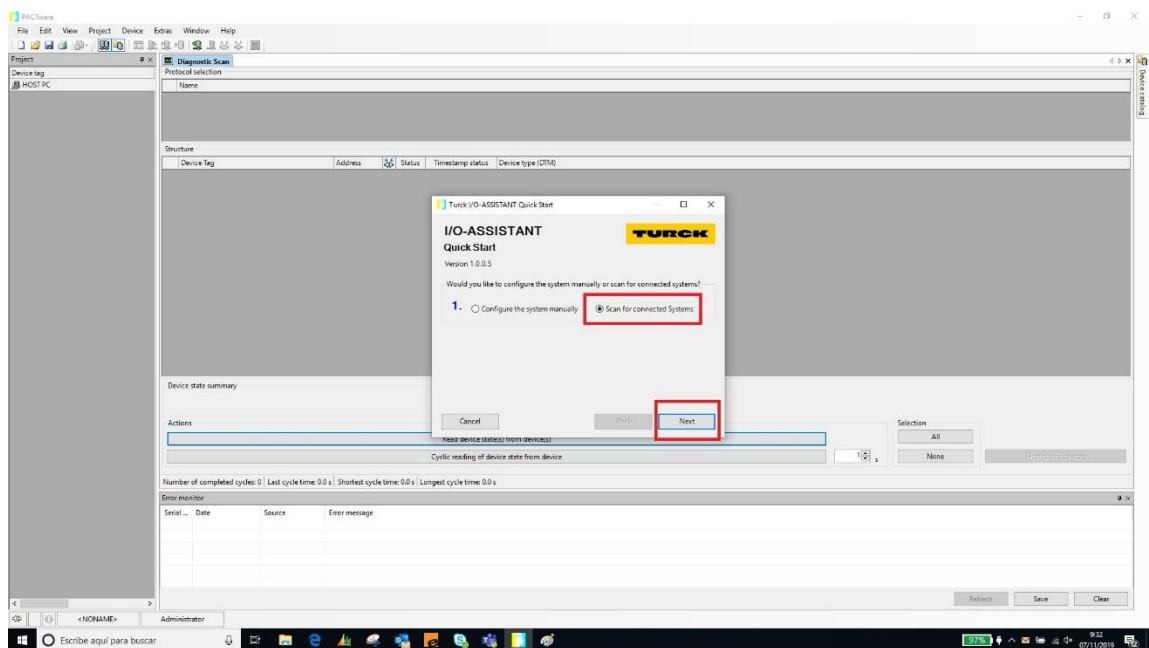 PACTware
File Edit View Project Device Extras Window Help
Project
Diagnostic Scan
Device tag
Protocol selection
HOST PC
Name
Device catalog
Structure
Device Tag Address Status Timestamp status Device type (DTM)
Turck I/O-ASSISTANT Quick Start
I/O-ASSISTANT
TURCK
Quick Start
Version 1.0.0.5
Would you like to configure the system manually or scan for connected systems?
1. Configure the system manually Scan for connected Systems
Device state summary
Cancel Back Next
Actions
Selection
Read device state(s) from device(s)
All
Cyclic reading of device state from device
1 s
None
Number of completed cycles: 0 Last cycle time: 0.0 s Shortest cycle time: 0.0 s Longest cycle time: 0.0 s
Error monitor
Serial ... Date Source Error message
Refresh Save Clear
<NONAME> Administrator
Escribe aquí para buscar
97%
9:32
07/11/2019